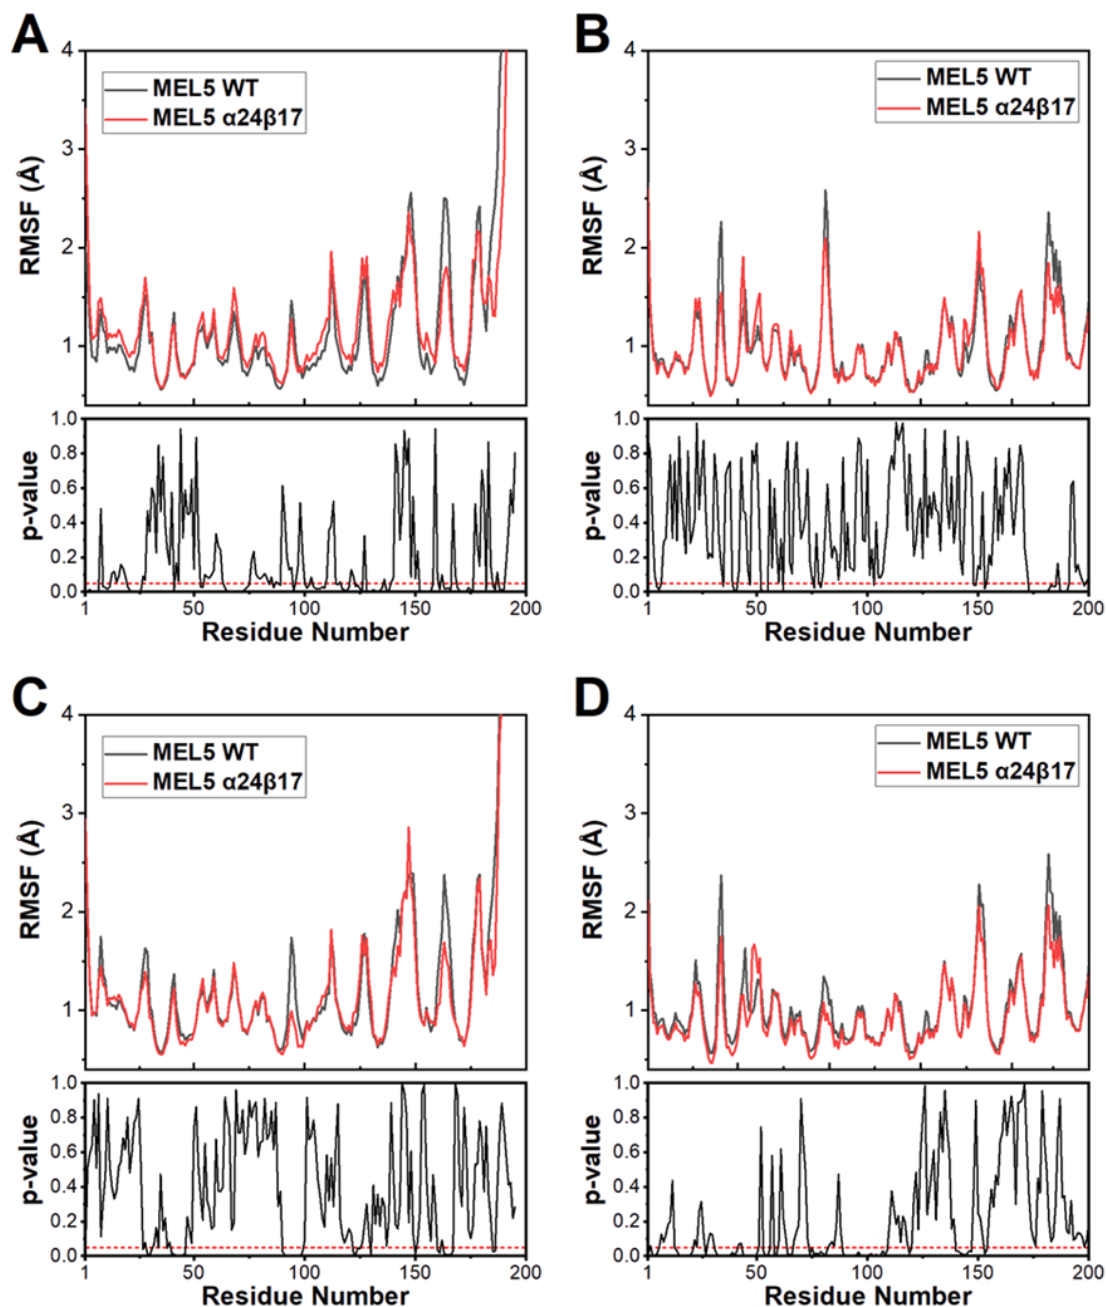 A
B
4
3
2
1
RMSF (Å)
MEL5 WT
MEL5 α24β17
4
3
2
1
RMSF (Å)
MEL5 WT
MEL5 α24β17
1.0
0.8
0.6
0.4
0.2
0.0
p-value
1 50 100 150 200
Residue Number
1.0
0.8
0.6
0.4
0.2
0.0
p-value
1 50 100 150 200
Residue Number
C
D
4
3
2
1
RMSF (Å)
MEL5 WT
MEL5 α24β17
4
3
2
1
RMSF (Å)
MEL5 WT
MEL5 α24β17
1.0
0.8
0.6
0.4
0.2
0.0
p-value
1 50 100 150 200
Residue Number
1.0
0.8
0.6
0.4
0.2
0.0
p-value
1 50 100 150 200
Residue Number